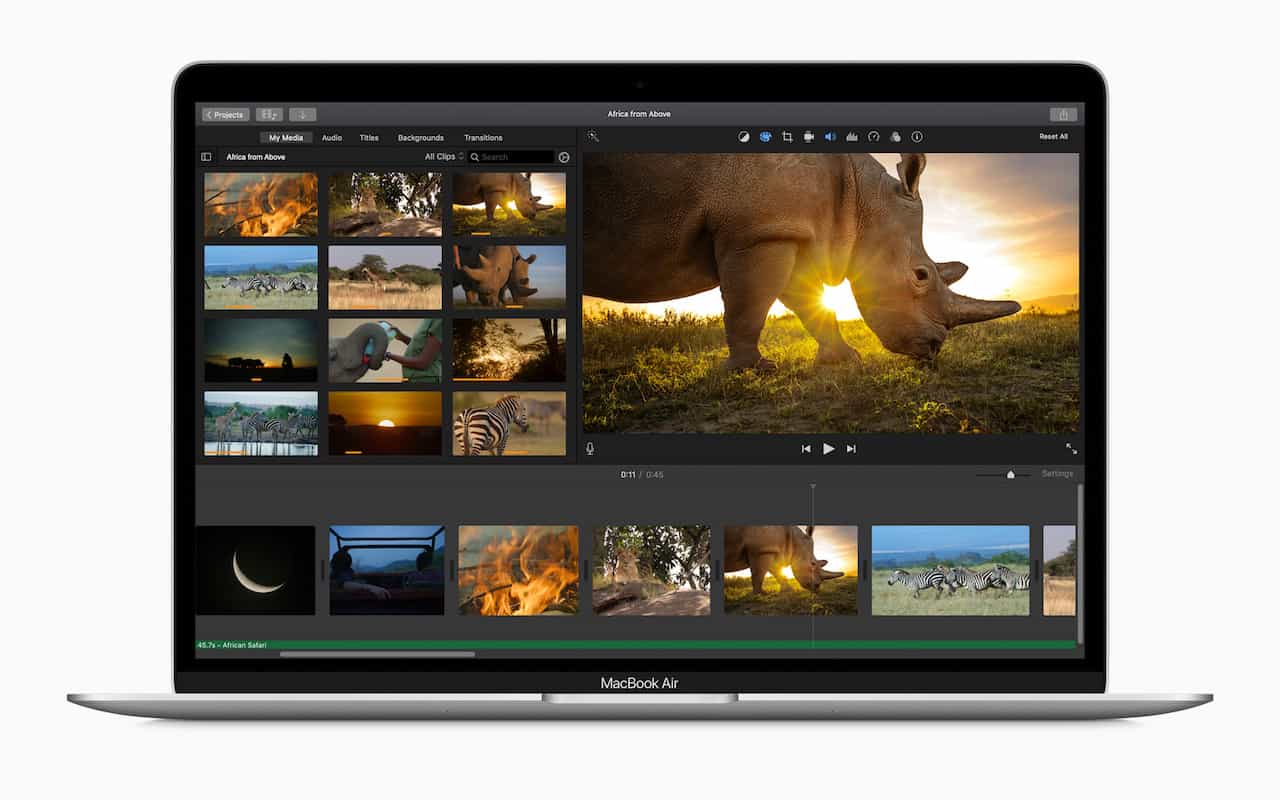 Projects
Africa from Above
My Media Audio Titles Backgrounds Transitions
Reset All
Africa from Above All Clips Search
0:11 / 0:45 Settings
45.7s – African Safari
MacBook Air